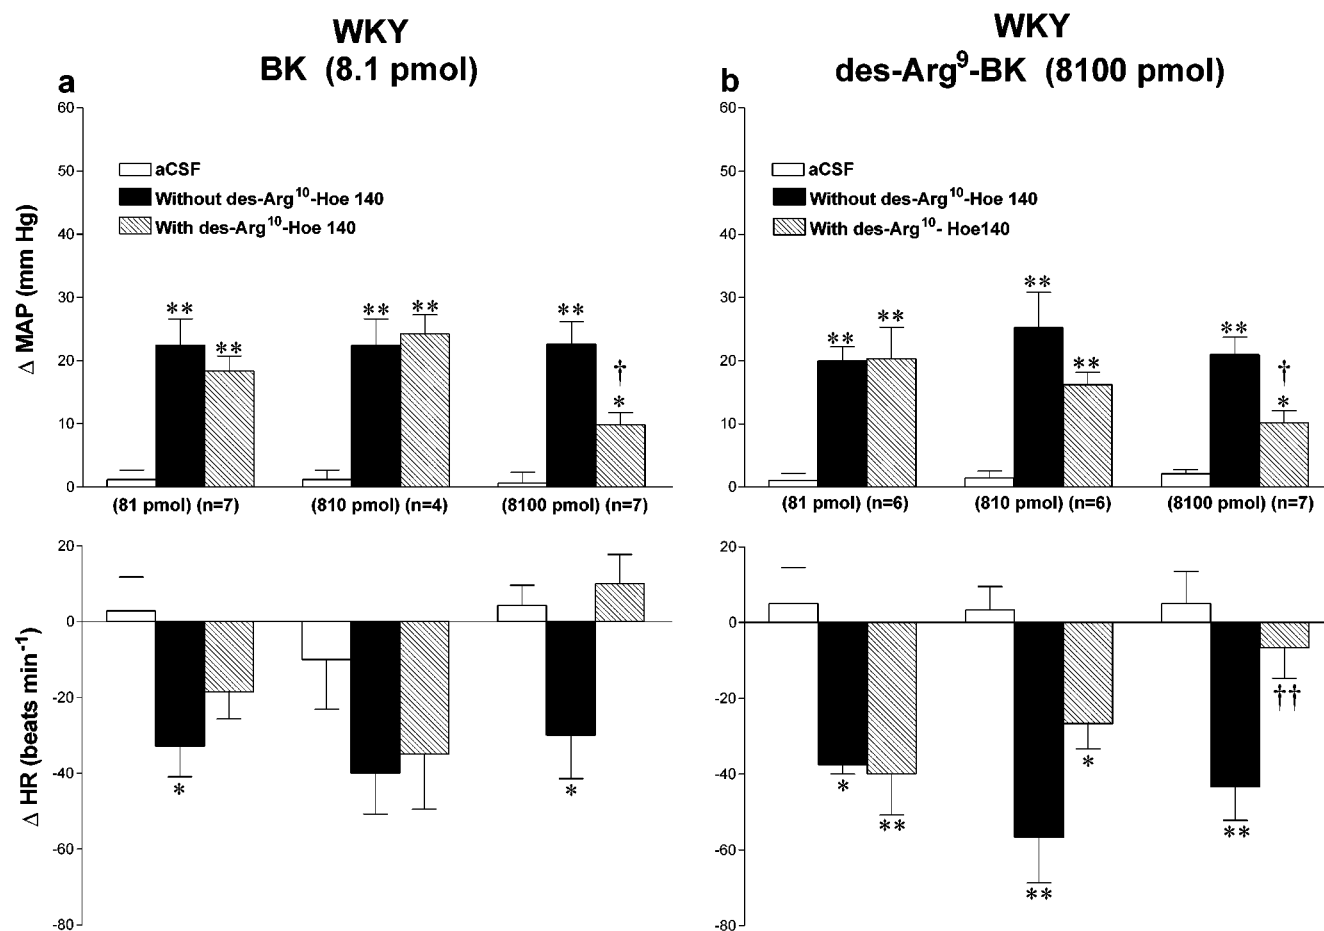 WKY
BK (8.1 pmol)
a
60
50
40
30
20
10
0
Δ MAP (mm Hg)
aCSF
Without des-Arg10-Hoe 140
With des-Arg10-Hoe 140
**
**
**
**
**
†
*
(81 pmol) (n=7)
(810 pmol) (n=4)
(8100 pmol) (n=7)
20
0
-20
-40
-60
-80
Δ HR (beats min-1)
*
*
WKY
des-Arg9-BK (8100 pmol)
b
60
50
40
30
20
10
0
aCSF
Without des-Arg10-Hoe 140
With des-Arg10- Hoe140
**
**
**
**
**
†
*
(81 pmol) (n=6)
(810 pmol) (n=6)
(8100 pmol) (n=7)
20
0
-20
-40
-60
-80
*
**
**
*
**
††